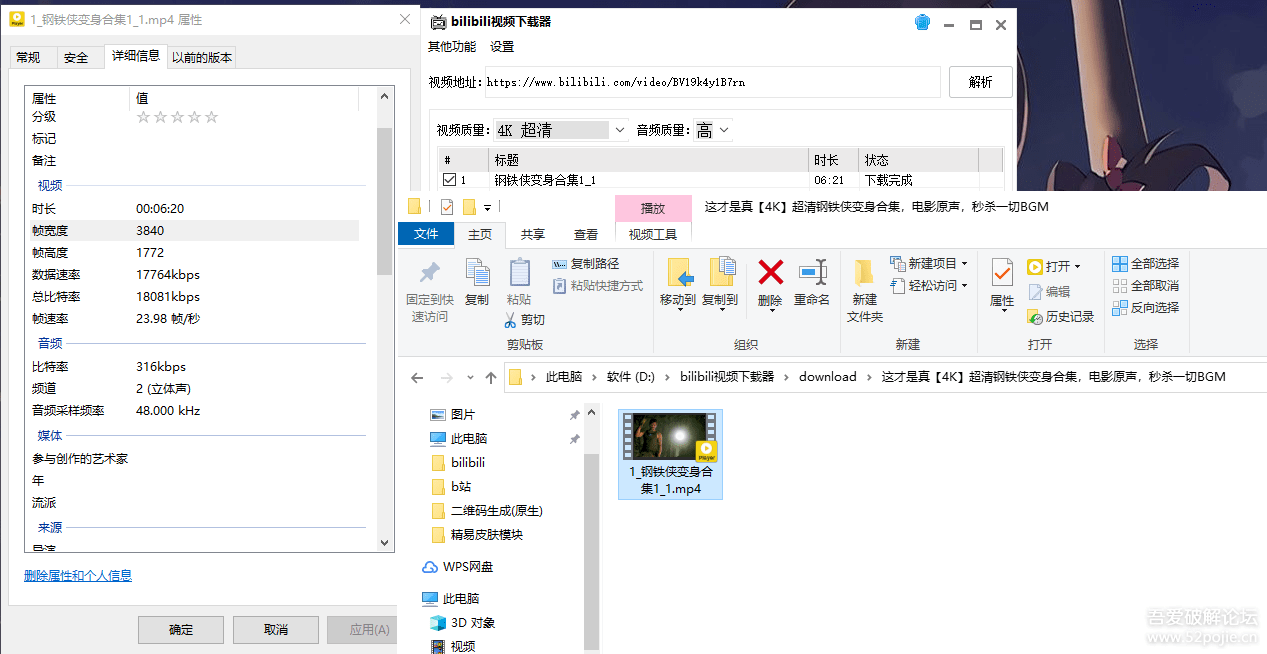 1_钢铁侠变身合集1_1.mp4 属性
常规 安全 详细信息 以前的版本
属性 值
分级 ☆☆☆☆☆
标记
备注
视频
时长 00:06:20
帧宽度 3840
帧高度 1772
数据速率 17764kbps
总比特率 18081kbps
帧速率 23.98 帧/秒
音频
比特率 316kbps
频道 2 (立体声)
音频采样频率 48.000 kHz
媒体
参与创作的艺术家
年
流派
来源
导演
删除属性和个人信息
确定 取消 应用(A)
bilibili视频下载器
其他功能 设置
视频地址: https://www.bilibili.com/video/BV19k4y1B7rn 解析
视频质量: 4K 超清 音频质量: 高
# 标题 时长 状态
1 钢铁侠变身合集1_1 06:21 下载完成
播放 这才是真【4K】超清钢铁侠变身合集，电影原声，秒杀一切BGM
文件 主页 共享 查看 视频工具
固定到快速访问
复制
粘贴
复制路径
粘贴快捷方式
剪切
剪贴板
移动到 复制到 删除 重命名
组织
新建文件夹
新建项目
轻松访问
新建
属性
打开
编辑
历史记录
打开
全部选择
全部取消
反向选择
选择
此电脑 › 软件 (D:) › bilibili视频下载器 › download › 这才是真【4K】超清钢铁侠变身合集，电影原声，秒杀一切BGM
图片
此电脑
bilibili
b站
二维码生成(原生)
精易皮肤模块
WPS网盘
此电脑
3D 对象
视频
1_钢铁侠变身合
集1_1.mp4
吾爱破解论坛
www.52pojie.cn